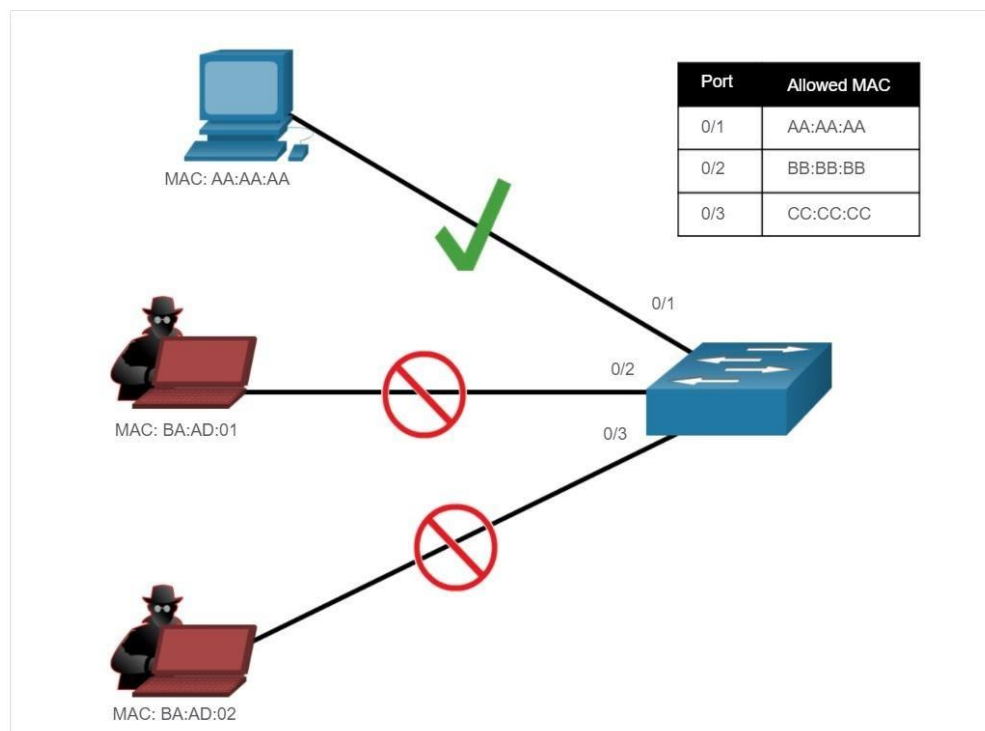 Port Allowed MAC
0/1 AA:AA:AA
0/2 BB:BB:BB
0/3 CC:CC:CC
MAC: AA:AA:AA
0/1
0/2
MAC: BA:AD:01
0/3
MAC: BA:AD:02